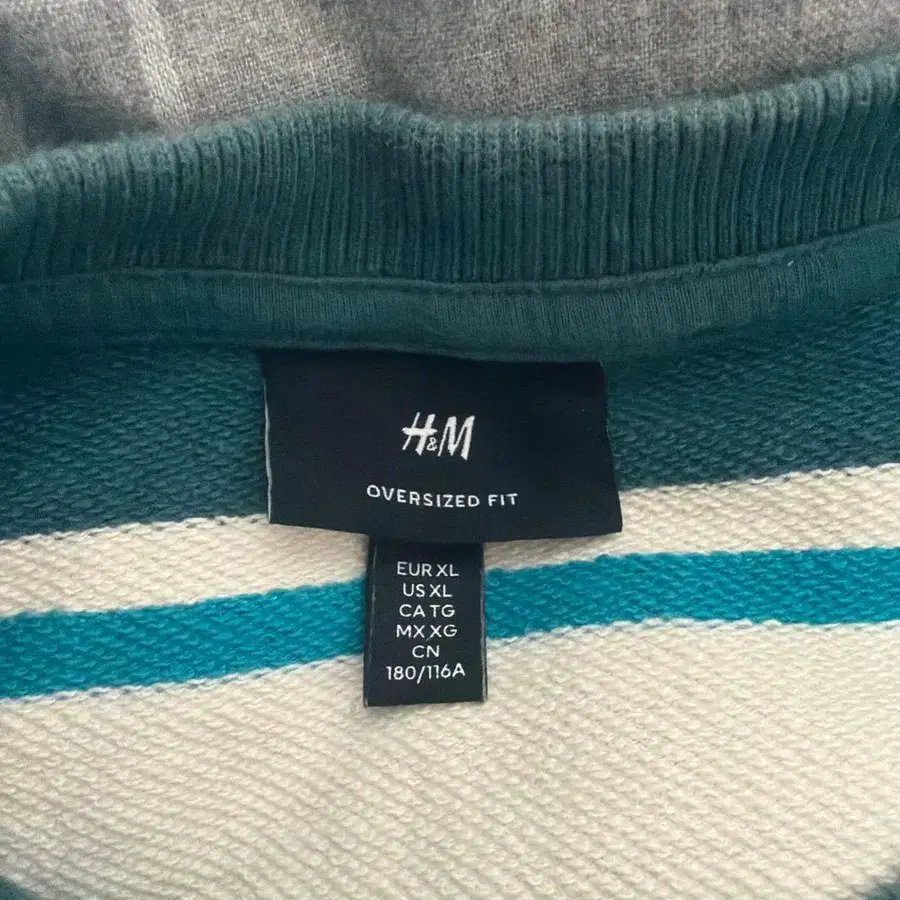 H&M
OVERSIZED FIT
EUR XL
US XL
CA TG
MX XG
CN
180/116A